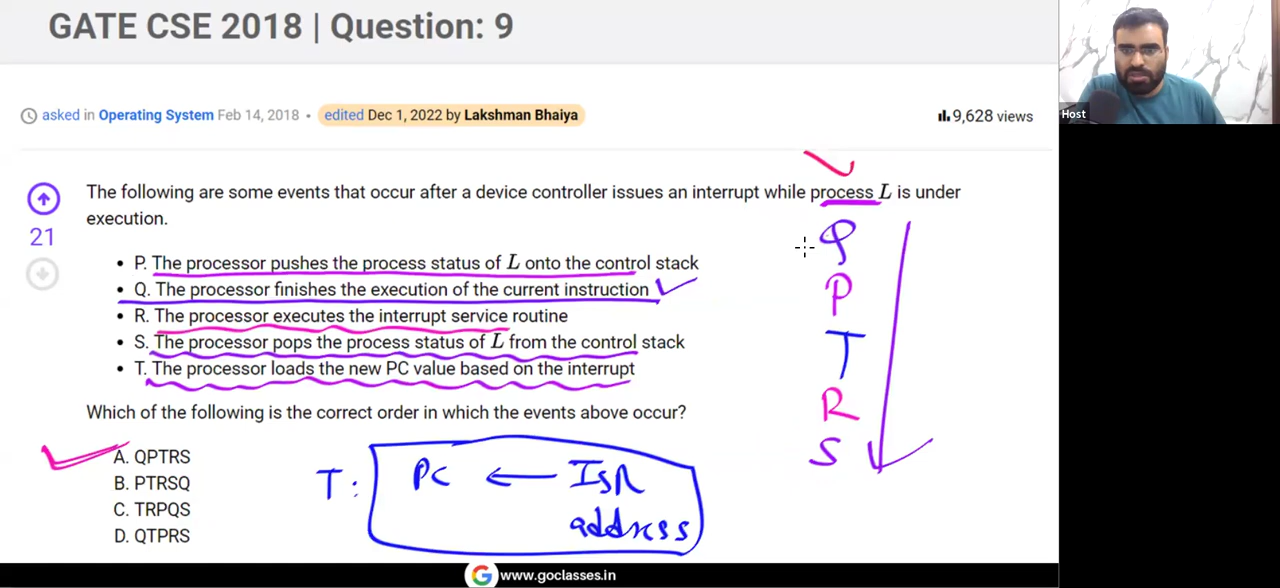 GATE CSE 2018 | Question: 9
asked in Operating System Feb 14, 2018 • edited Dec 1, 2022 by Lakshman Bhaiya
9,628 views
Host
The following are some events that occur after a device controller issues an interrupt while process L is under
execution.
21
• P. The processor pushes the process status of L onto the control stack
• Q. The processor finishes the execution of the current instruction
• R. The processor executes the interrupt service routine
• S. The processor pops the process status of L from the control stack
• T. The processor loads the new PC value based on the interrupt
Q
P
T
R
S
Which of the following is the correct order in which the events above occur?
A. QPTRS
B. PTRSQ
C. TRPQS
D. QTPRS
T: PC ← ISR
address
G www.goclasses.in